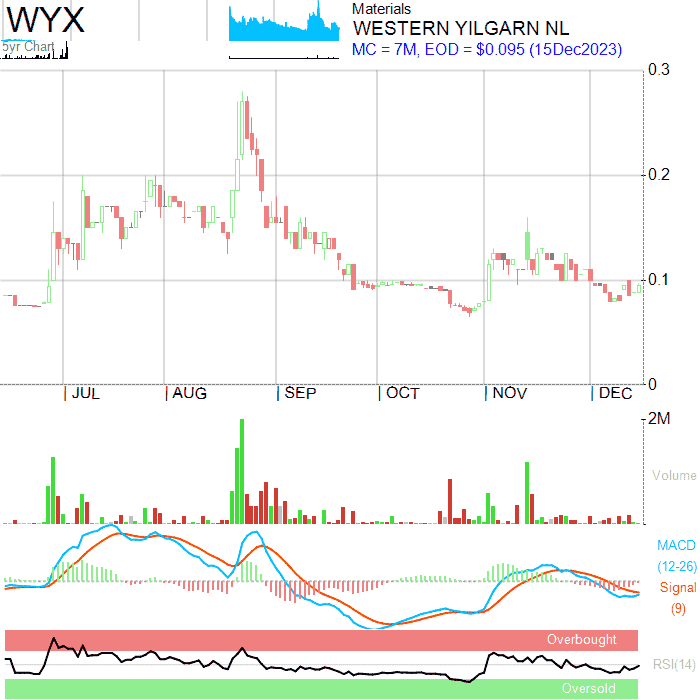 WYX
5yr Chart
Materials
WESTERN YILGARN NL
MC = 7M, EOD = $0.095 (15Dec2023)
0.3
0.2
0.1
0
JUL AUG SEP OCT NOV DEC
2M
Volume
MACD
(12-26)
Signal
(9)
Overbought
RSI(14)
Oversold